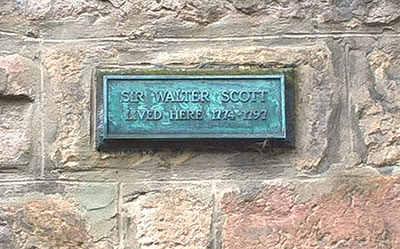 SIR WALTER SCOTT
LIVED HERE 1774-1797